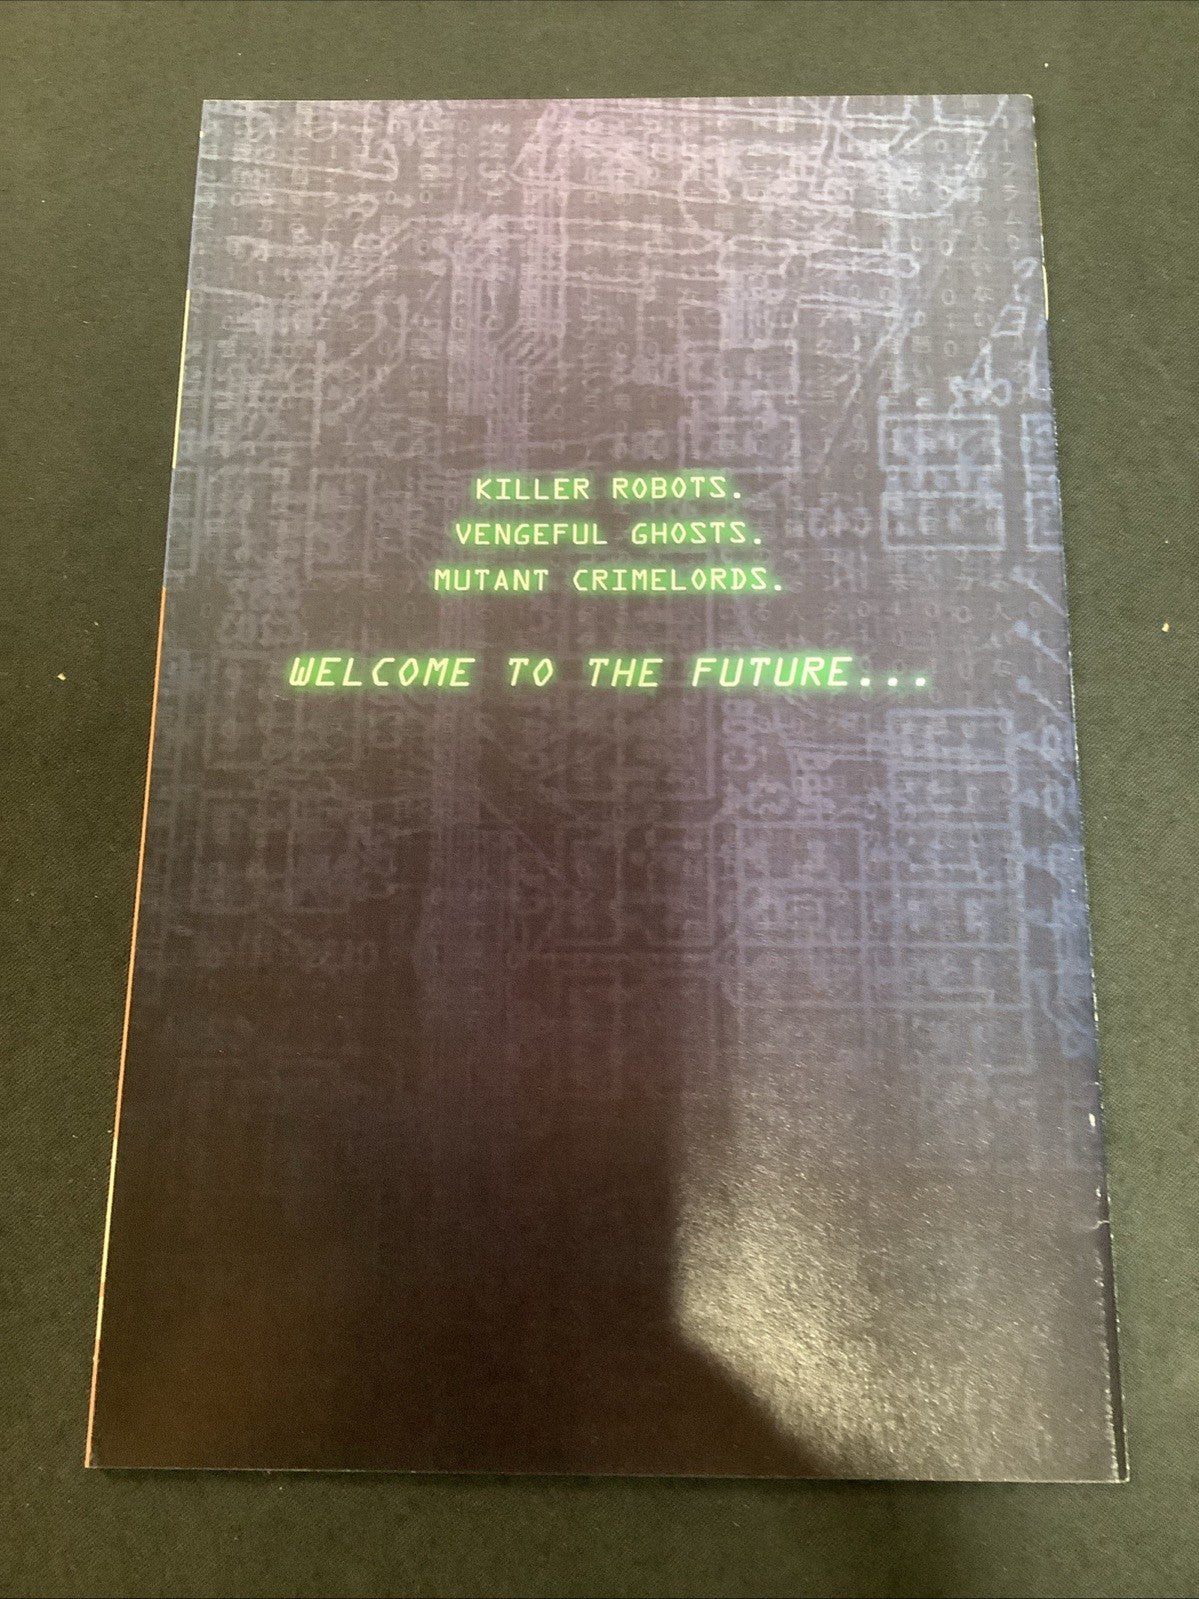 KILLER ROBOTS.
VENGEFUL GHOSTS.
MUTANT CRIMELORDS.
WELCOME TO THE FUTURE...